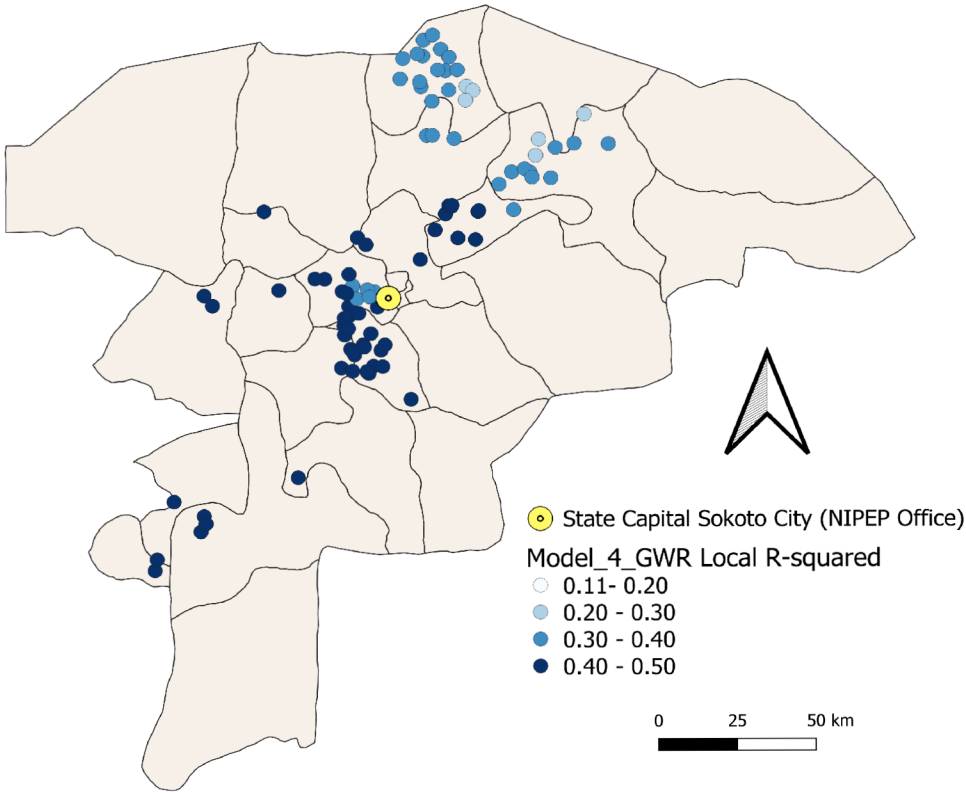 State Capital Sokoto City (NIPEP Office)
Model_4_GWR Local R-squared
0.11- 0.20
0.20 - 0.30
0.30 - 0.40
0.40 - 0.50
0 25 50 km